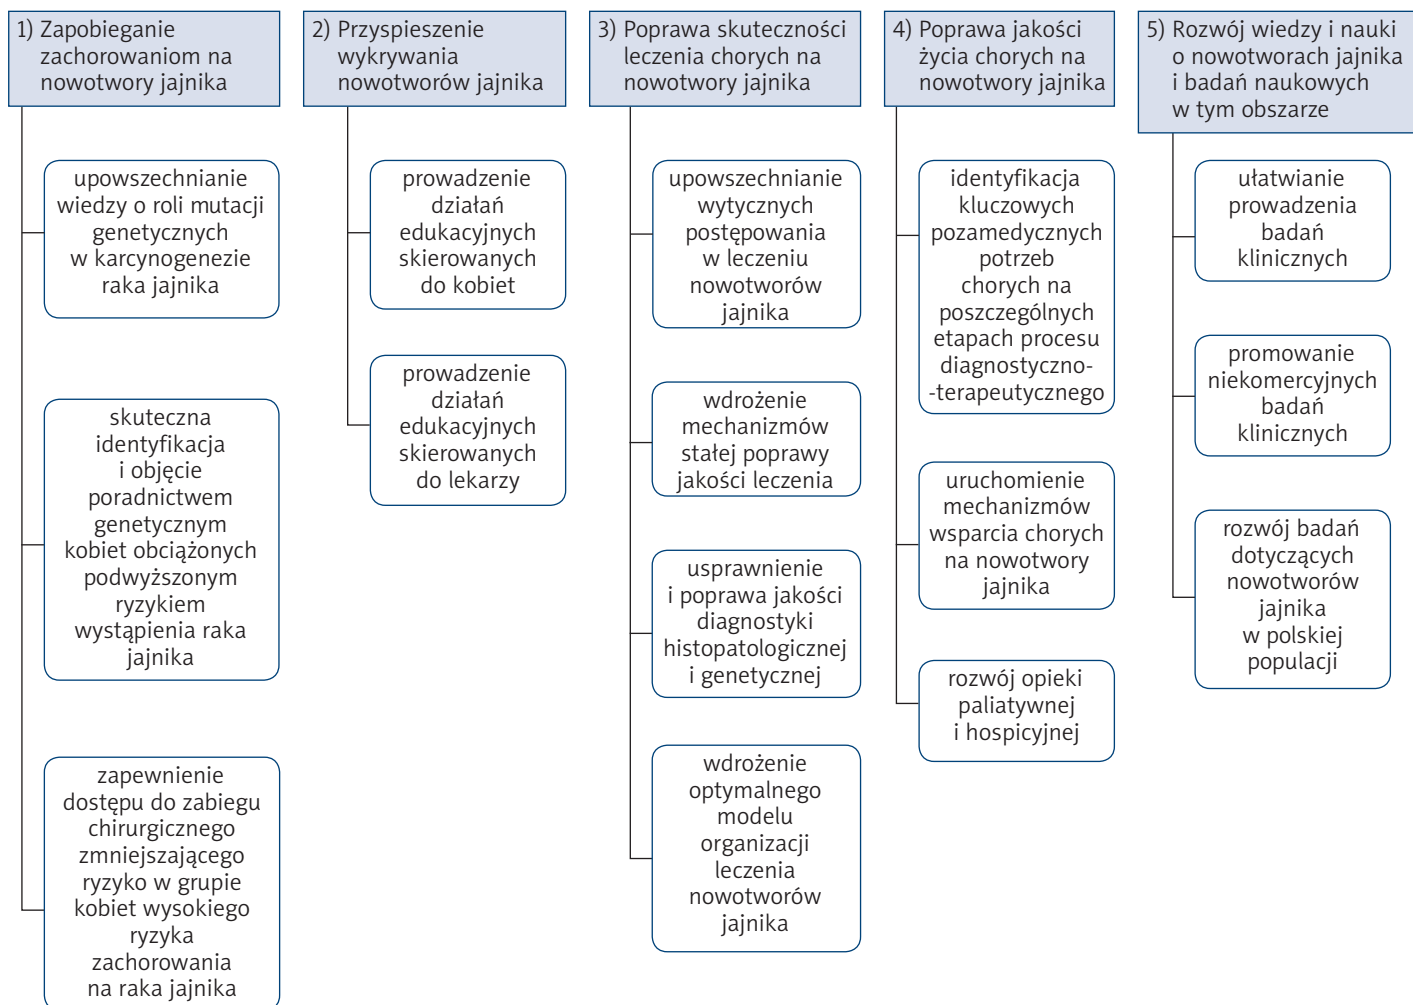 1) Zapobieganie
zachorowaniom na
nowotwory jajnika
upowszechnianie
wiedzy o roli mutacji
genetycznych
w karcynogenezie
raka jajnika
skuteczna
identyfikacja
i objęcie
poradnictwem
genetycznym
kobiet obciążonych
podwyższonym
ryzykiem
wystąpienia raka
jajnika
zapewnienie
dostępu do zabiegu
chirurgicznego
zmniejszającego
ryzyko w grupie
kobiet wysokiego
ryzyka
zachorowania
na raka jajnika
2) Przyspieszenie
wykrywania
nowotworów jajnika
prowadzenie
działań
edukacyjnych
skierowanych
do kobiet
prowadzenie
działań
edukacyjnych
skierowanych
do lekarzy
3) Poprawa skuteczności
leczenia chorych na
nowotwory jajnika
upowszechnianie
wytycznych
postępowania
w leczeniu
nowotworów
jajnika
wdrożenie
mechanizmów
stałej poprawy
jakości leczenia
usprawnienie
i poprawa jakości
diagnostyki
histopatologicznej
i genetycznej
wdrożenie
optymalnego
modelu
organizacji
leczenia
nowotworów
jajnika
4) Poprawa jakości
życia chorych na
nowotwory jajnika
identyfikacja
kluczowych
pozamedycznych
potrzeb
chorych na
poszczególnych
etapach procesu
diagnostyczno-
-terapeutycznego
uruchomienie
mechanizmów
wsparcia chorych
na nowotwory
jajnika
rozwój opieki
paliatywnej
i hospicyjnej
5) Rozwój wiedzy i nauki
o nowotworach jajnika
i badań naukowych
w tym obszarze
ułatwianie
prowadzenia
badań
klinicznych
promowanie
niekomercyjnych
badań
klinicznych
rozwój badań
dotyczących
nowotworów
jajnika
w polskiej
populacji